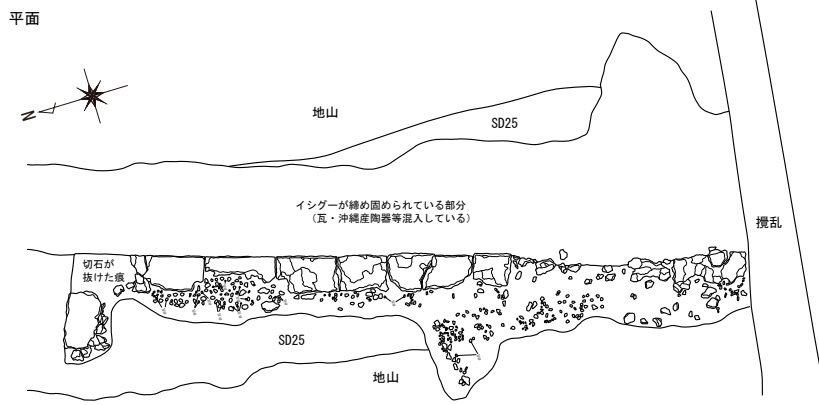 平面
N
地山
SD25
イシグーが締め固められている部分
（瓦・沖縄産陶器等混入している）
攪乱
切石が
抜けた痕
SD25
地山